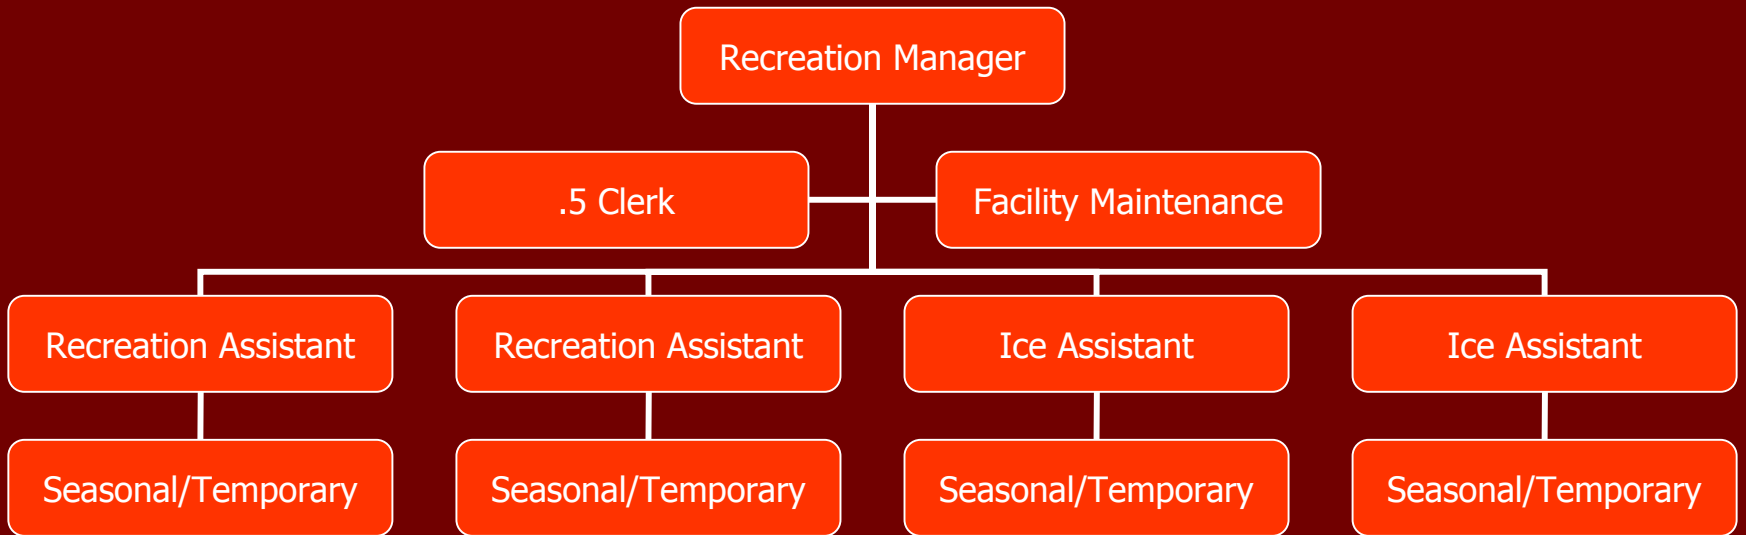 Recreation Manager
.5 Clerk
Facility Maintenance
Recreation Assistant
Recreation Assistant
Ice Assistant
Ice Assistant
Seasonal/Temporary
Seasonal/Temporary
Seasonal/Temporary
Seasonal/Temporary